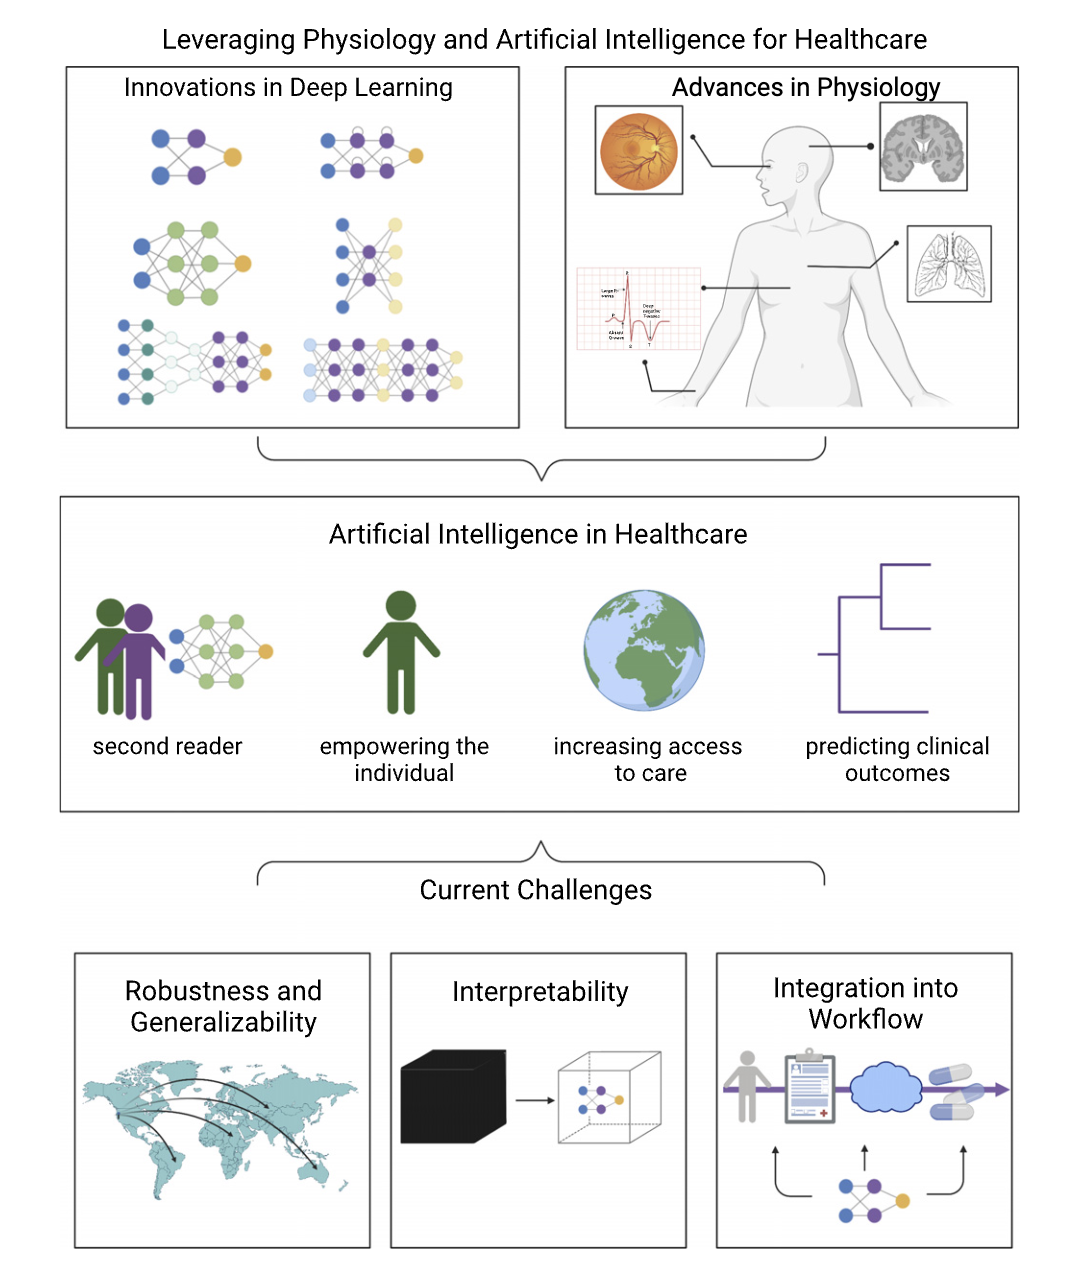 Leveraging Physiology and Artificial Intelligence for Healthcare
Innovations in Deep Learning
Advances in Physiology
Large R-
waves
R
Deep
negative
T-waves
P
Absent
Q-wave
S
T
Artificial Intelligence in Healthcare
second reader
empowering the
individual
increasing access
to care
predicting clinical
outcomes
Current Challenges
Robustness and
Generalizability
Interpretability
Integration into
Workflow